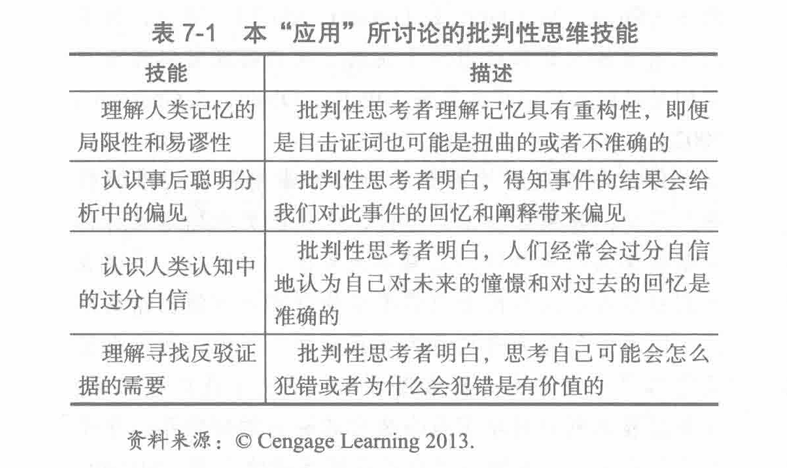 表 7-1 本“应用”所讨论的批判性思维技能
技能 描述
理解人类记忆的 批判性思考者理解记忆具有重构性，即便
局限性和易谬性 是目击证词也可能是扭曲的或者不准确的
认识事后聪明分 批判性思考者明白，得知事件的结果会给
析中的偏见 我们对此事件的回忆和阐释带来偏见
认识人类认知中 批判性思考者明白，人们经常会过分自信
的过分自信 地认为自己对未来的憧憬和对过去的回忆是
准确的
理解寻找反驳证 批判性思考者明白，思考自己可能会怎么
据的需要 犯错或者为什么会犯错是有价值的
资料来源：© Cengage Learning 2013.